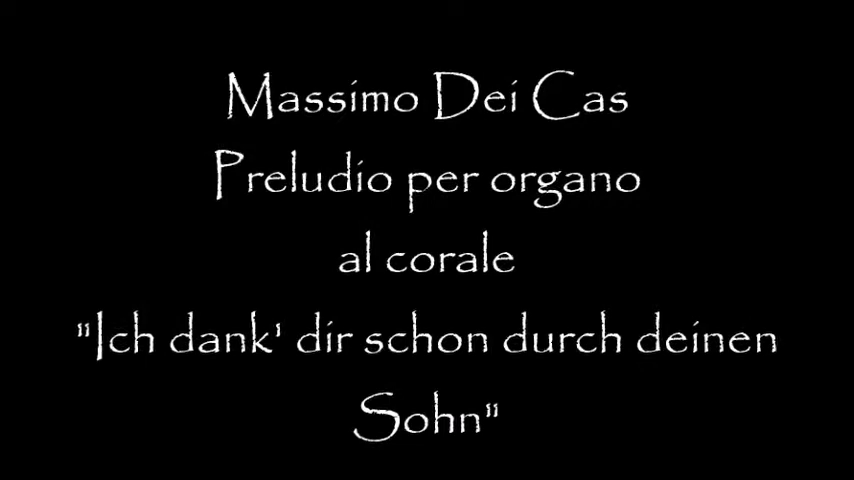 Massimo Dei Cas
Preludio per organo
al corale
"Ich dank' dir schon durch deinen
Sohn"